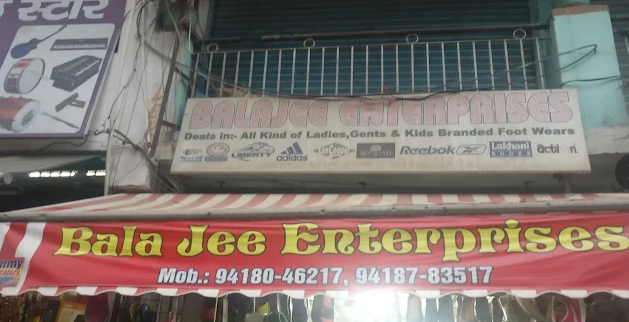 स्टार
BALAJEE ENTERPRISES
Deals in:- All Kind of Ladies,Gents & Kids Branded Foot Wears
LIBERTY adidas Reebok Lakhani
Bala Jee Enterprises
Mob.: 94180-46217, 94187-83517